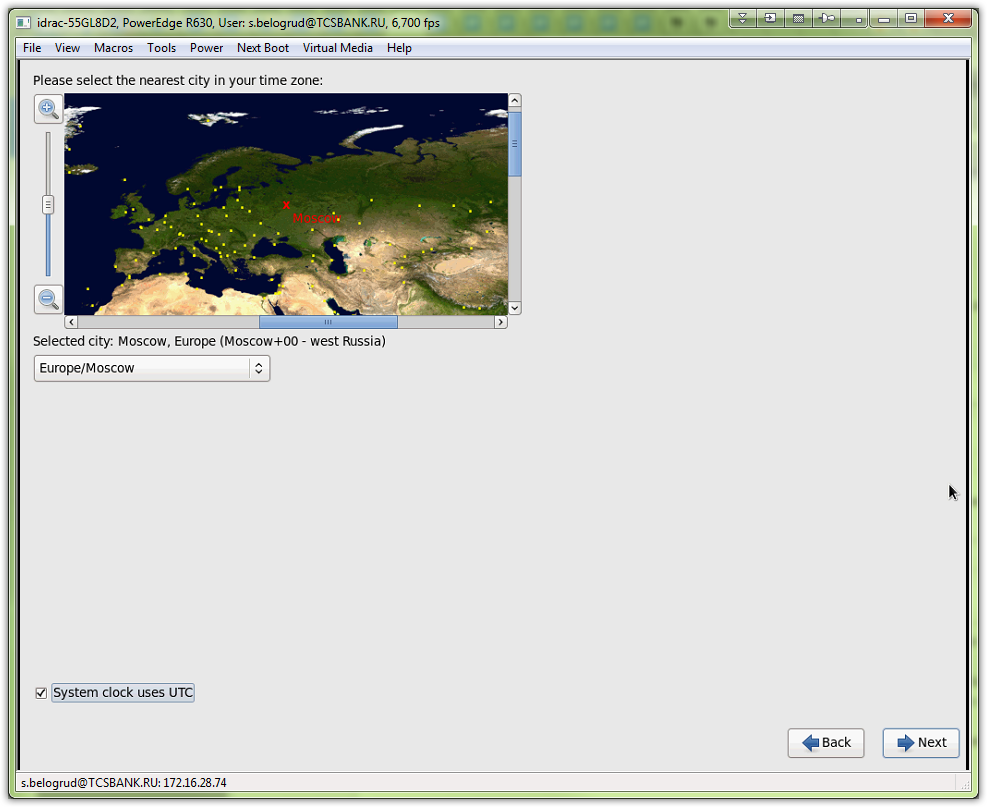 idrac-55GL8D2, PowerEdge R630, User: s.belogrud@TCSBANK.RU, 6,700 fps
File View Macros Tools Power Next Boot Virtual Media Help
Please select the nearest city in your time zone:
Moscow
Selected city: Moscow, Europe (Moscow+00 - west Russia)
Europe/Moscow
System clock uses UTC
Back Next
s.belogrud@TCSBANK.RU: 172.16.28.74